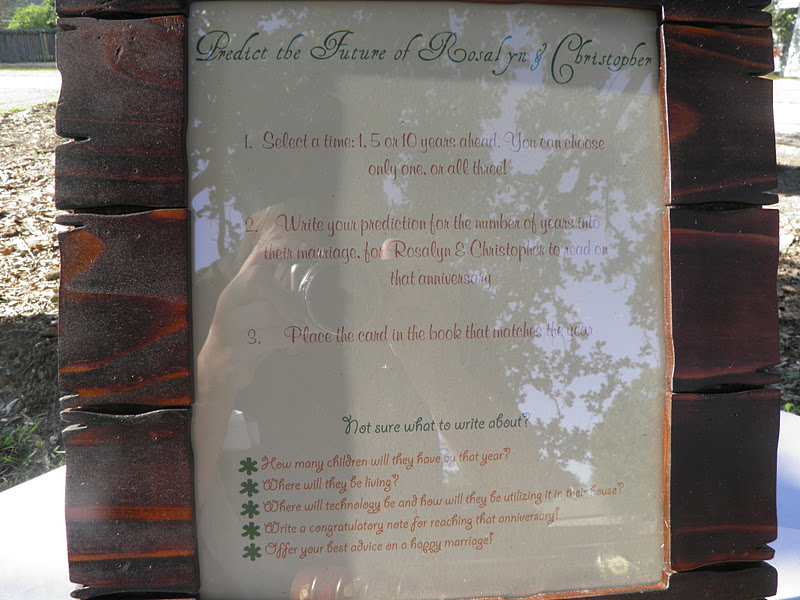 Predict the Future of Rosalyn & Christopher
1. Select a time: 1, 5 or 10 years ahead. You can choose
only one, or all three!
2. Write your prediction for the number of years into
their marriage, for Rosalyn & Christopher to read on
that anniversary
3. Place the card in the book that matches the year
Not sure what to write about?
How many children will they have by that year?
Where will they be living?
Where will technology be and how will they be utilizing it in their house?
Write a congratulatory note for reaching that anniversary!
Offer your best advice on a happy marriage!